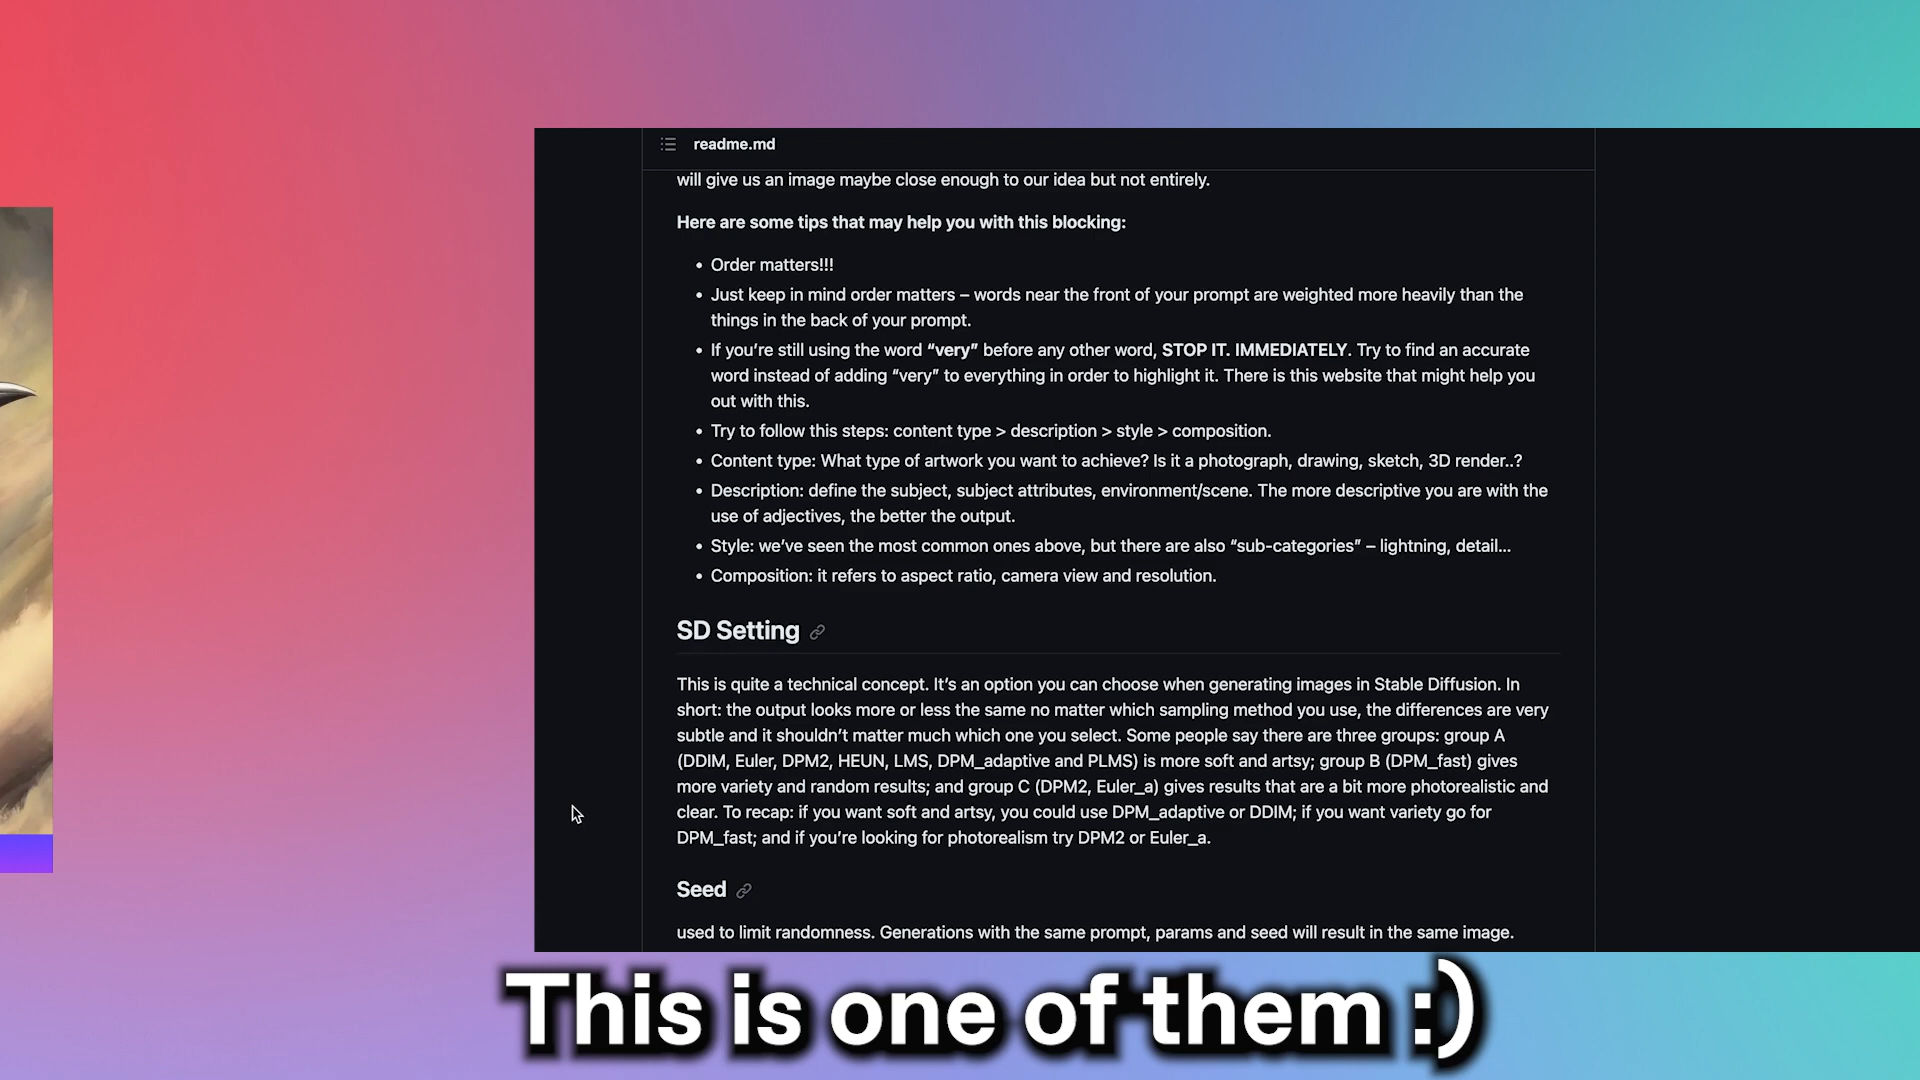 readme.md
will give us an image maybe close enough to our idea but not entirely.
Here are some tips that may help you with this blocking:
• Order matters!!!
• Just keep in mind order matters – words near the front of your prompt are weighted more heavily than the
things in the back of your prompt.
• If you’re still using the word “very” before any other word, STOP IT. IMMEDIATELY. Try to find an accurate
word instead of adding “very” to everything in order to highlight it. There is this website that might help you
out with this.
• Try to follow this steps: content type > description > style > composition.
• Content type: What type of artwork you want to achieve? Is it a photograph, drawing, sketch, 3D render..?
• Description: define the subject, subject attributes, environment/scene. The more descriptive you are with the
use of adjectives, the better the output.
• Style: we’ve seen the most common ones above, but there are also “sub-categories” – lightning, detail...
• Composition: it refers to aspect ratio, camera view and resolution.
SD Setting
This is quite a technical concept. It’s an option you can choose when generating images in Stable Diffusion. In
short: the output looks more or less the same no matter which sampling method you use, the differences are very
subtle and it shouldn’t matter much which one you select. Some people say there are three groups: group A
(DDIM, Euler, DPM2, HEUN, LMS, DPM_adaptive and PLMS) is more soft and artsy; group B (DPM_fast) gives
more variety and random results; and group C (DPM2, Euler_a) gives results that are a bit more photorealistic and
clear. To recap: if you want soft and artsy, you could use DPM_adaptive or DDIM; if you want variety go for
DPM_fast; and if you’re looking for photorealism try DPM2 or Euler_a.
Seed
used to limit randomness. Generations with the same prompt, params and seed will result in the same image.
This is one of them :)